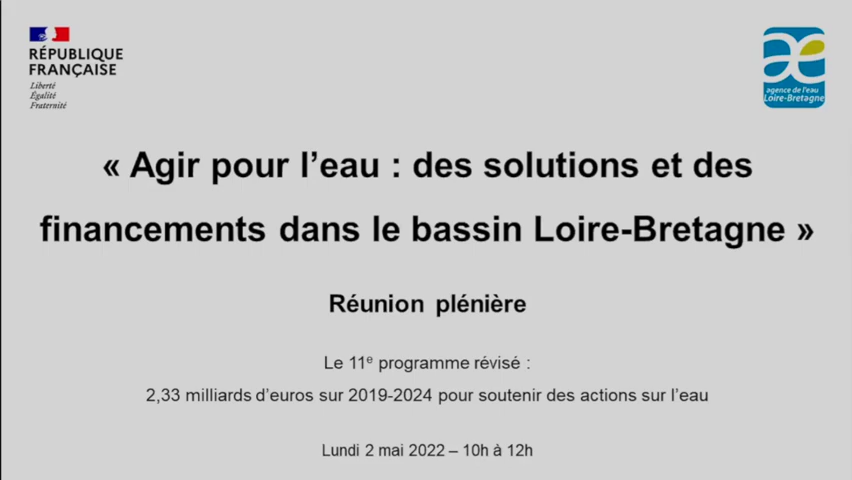 RÉPUBLIQUE
FRANÇAISE
Liberté
Égalité
Fraternité
agence de l'eau
Loire-Bretagne
« Agir pour l’eau : des solutions et des
financements dans le bassin Loire-Bretagne »
Réunion plénière
Le 11e programme révisé :
2,33 milliards d’euros sur 2019-2024 pour soutenir des actions sur l’eau
Lundi 2 mai 2022 – 10h à 12h